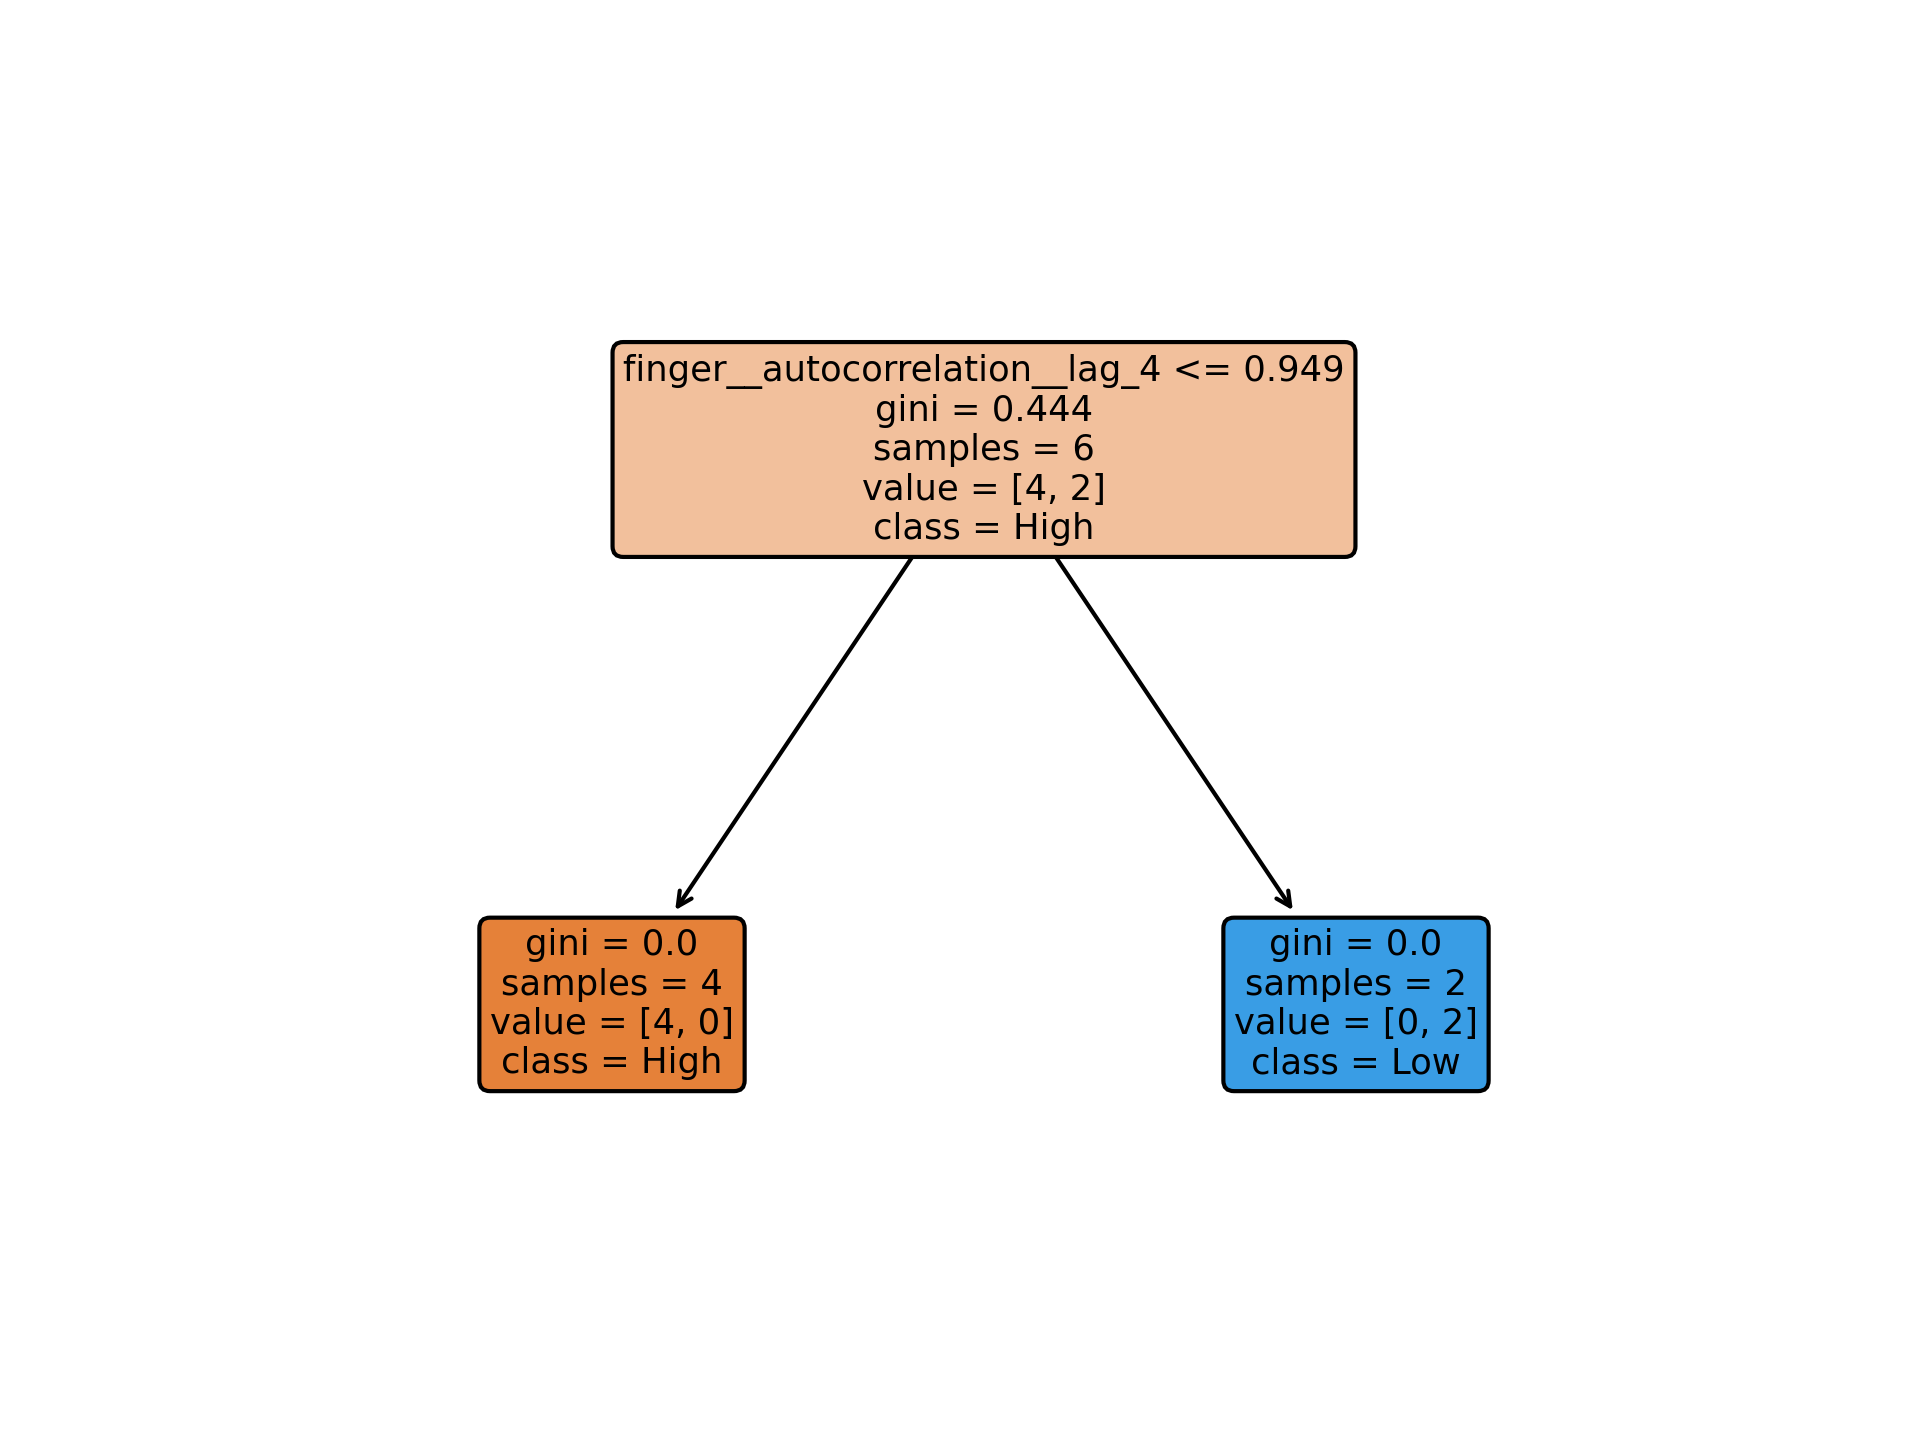 finger__autocorrelation__lag_4 <= 0.949
gini = 0.444
samples = 6
value = [4, 2]
class = High
gini = 0.0
samples = 4
value = [4, 0]
class = High
gini = 0.0
samples = 2
value = [0, 2]
class = Low